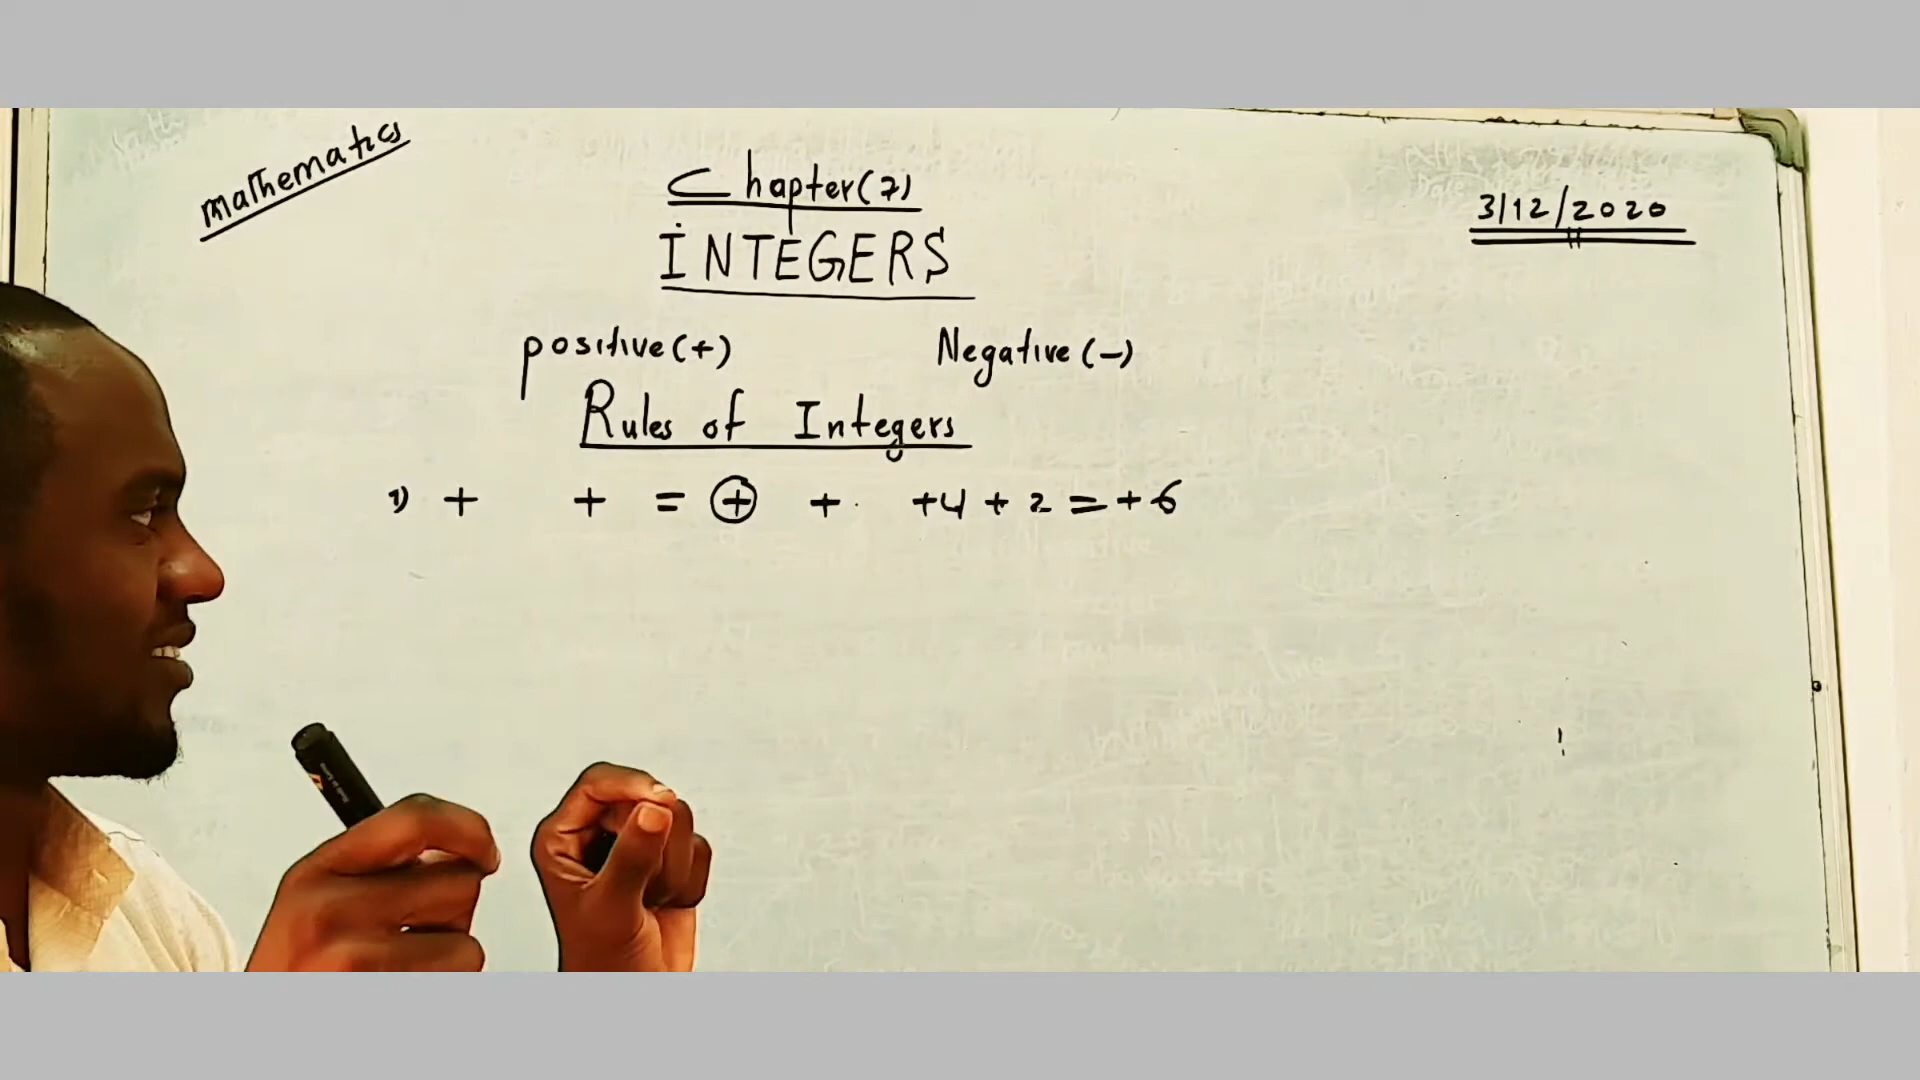 mathematics
Chapter(7)
3/12/2020
INTEGERS
positive(+) Negative(-)
Rules of Integers
1) + + = + + +4 + 2 = +6